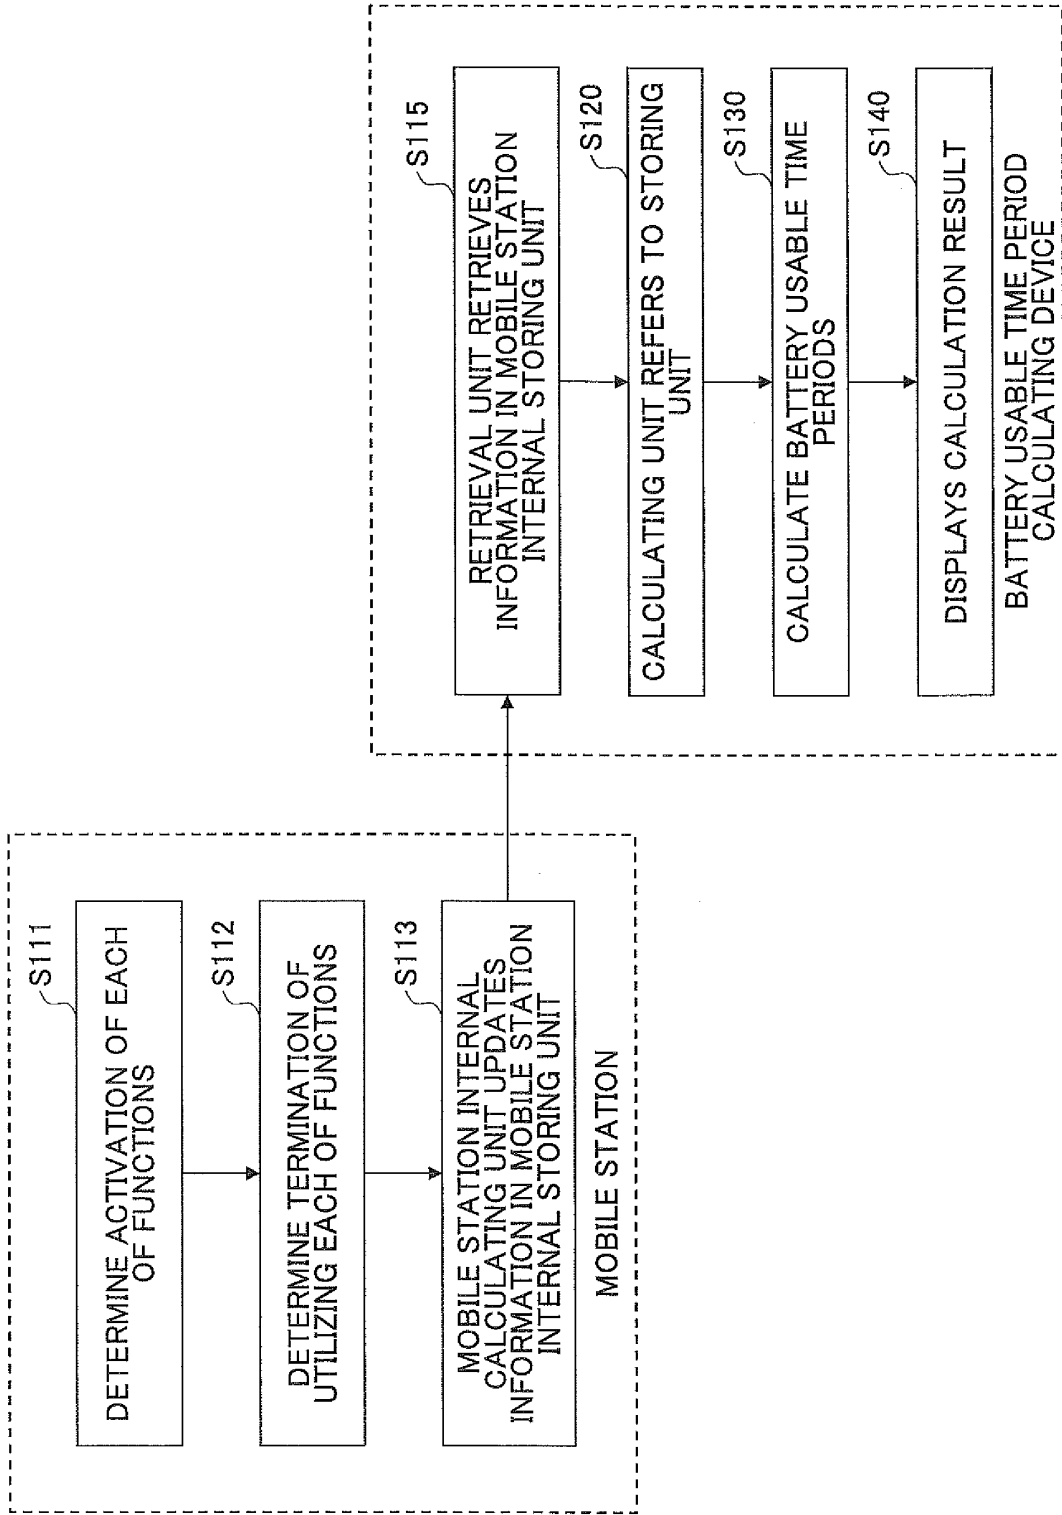 S111
DETERMINE ACTIVATION OF EACH
OF FUNCTIONS
S112
DETERMINE TERMINATION OF
UTILIZING EACH OF FUNCTIONS
S113
MOBILE STATION INTERNAL
CALCULATING UNIT UPDATES
INFORMATION IN MOBILE STATION
INTERNAL STORING UNIT
MOBILE STATION
S115
RETRIEVAL UNIT RETRIEVES
INFORMATION IN MOBILE STATION
INTERNAL STORING UNIT
S120
CALCULATING UNIT REFERS TO STORING
UNIT
S130
CALCULATE BATTERY USABLE TIME
PERIODS
S140
DISPLAYS CALCULATION RESULT
BATTERY USABLE TIME PERIOD
CALCULATING DEVICE